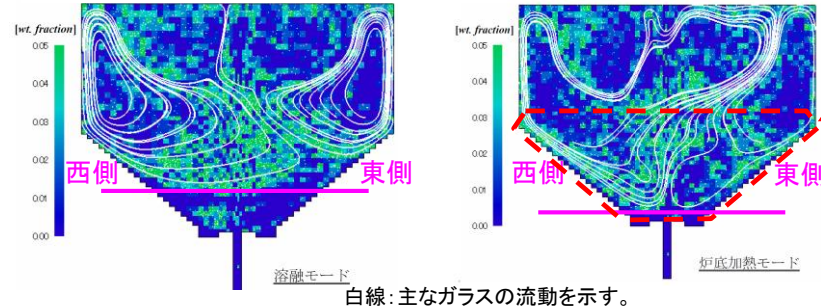 [wt. fraction]
0.05
0.04
0.03
0.02
0.01
0.00
西側
東側
溶融モード
[wt. fraction]
0.05
0.04
0.03
0.02
0.01
0.00
西側
東側
炉底加熱モード
白線:主なガラスの流動を示す。